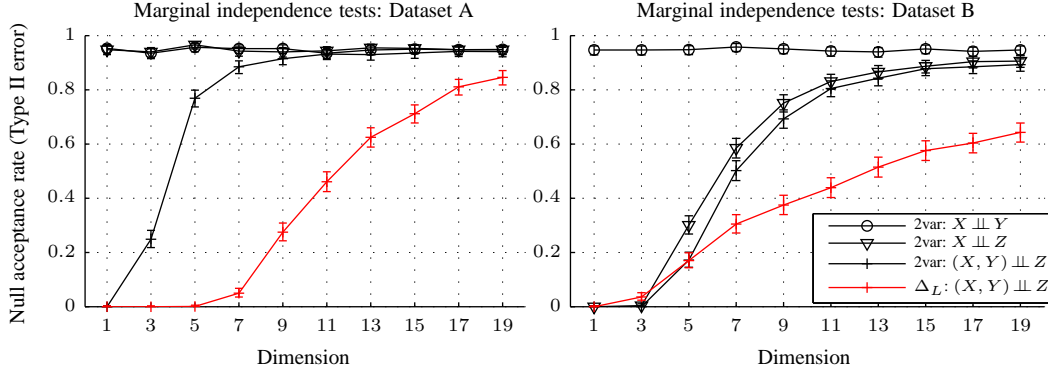 Marginal independence tests: Dataset A
Marginal independence tests: Dataset B
Null acceptance rate (Type II error)
1
0.8
0.6
0.4
0.2
0
1 3 5 7 9 11 13 15 17 19
Dimension
1
0.8
0.6
0.4
0.2
0
1 3 5 7 9 11 13 15 17 19
Dimension
2var: X ⫫ Y
2var: X ⫫ Z
2var: (X, Y) ⫫ Z
Δ_L: (X, Y) ⫫ Z